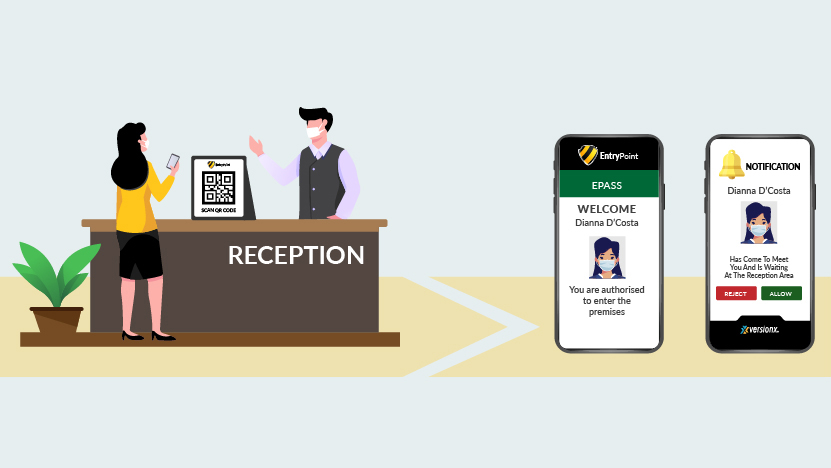 EntryPoint
SCAN QR CODE
RECEPTION
EntryPoint
EPASS
WELCOME
Dianna D'Costa
You are authorised
to enter the
premises
NOTIFICATION
Dianna D'Costa
Has Come To Meet
You And Is Waiting
At The Reception Area
REJECT
ALLOW
versionx